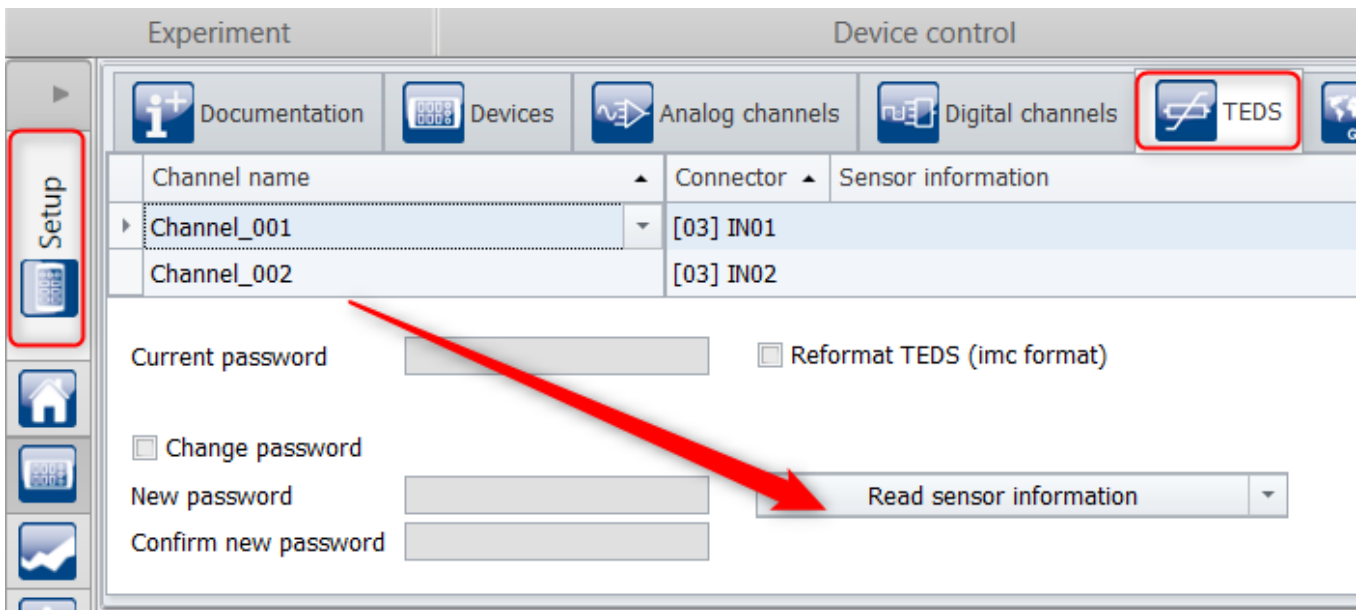 Experiment Device control
Documentation Devices Analog channels Digital channels TEDS
Setup
Channel name Connector Sensor information
Channel_001 [03] IN01
Channel_002 [03] IN02
Current password Reformat TEDS (imc format)
Change password
New password Read sensor information
Confirm new password